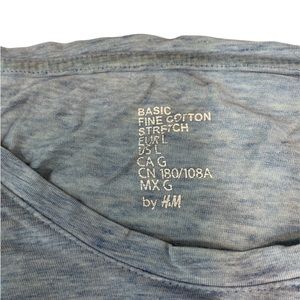 BASIC
FINE COTTON
STRETCH
EUR L
US L
CA G
CN 180/108A
MX G
by H&M